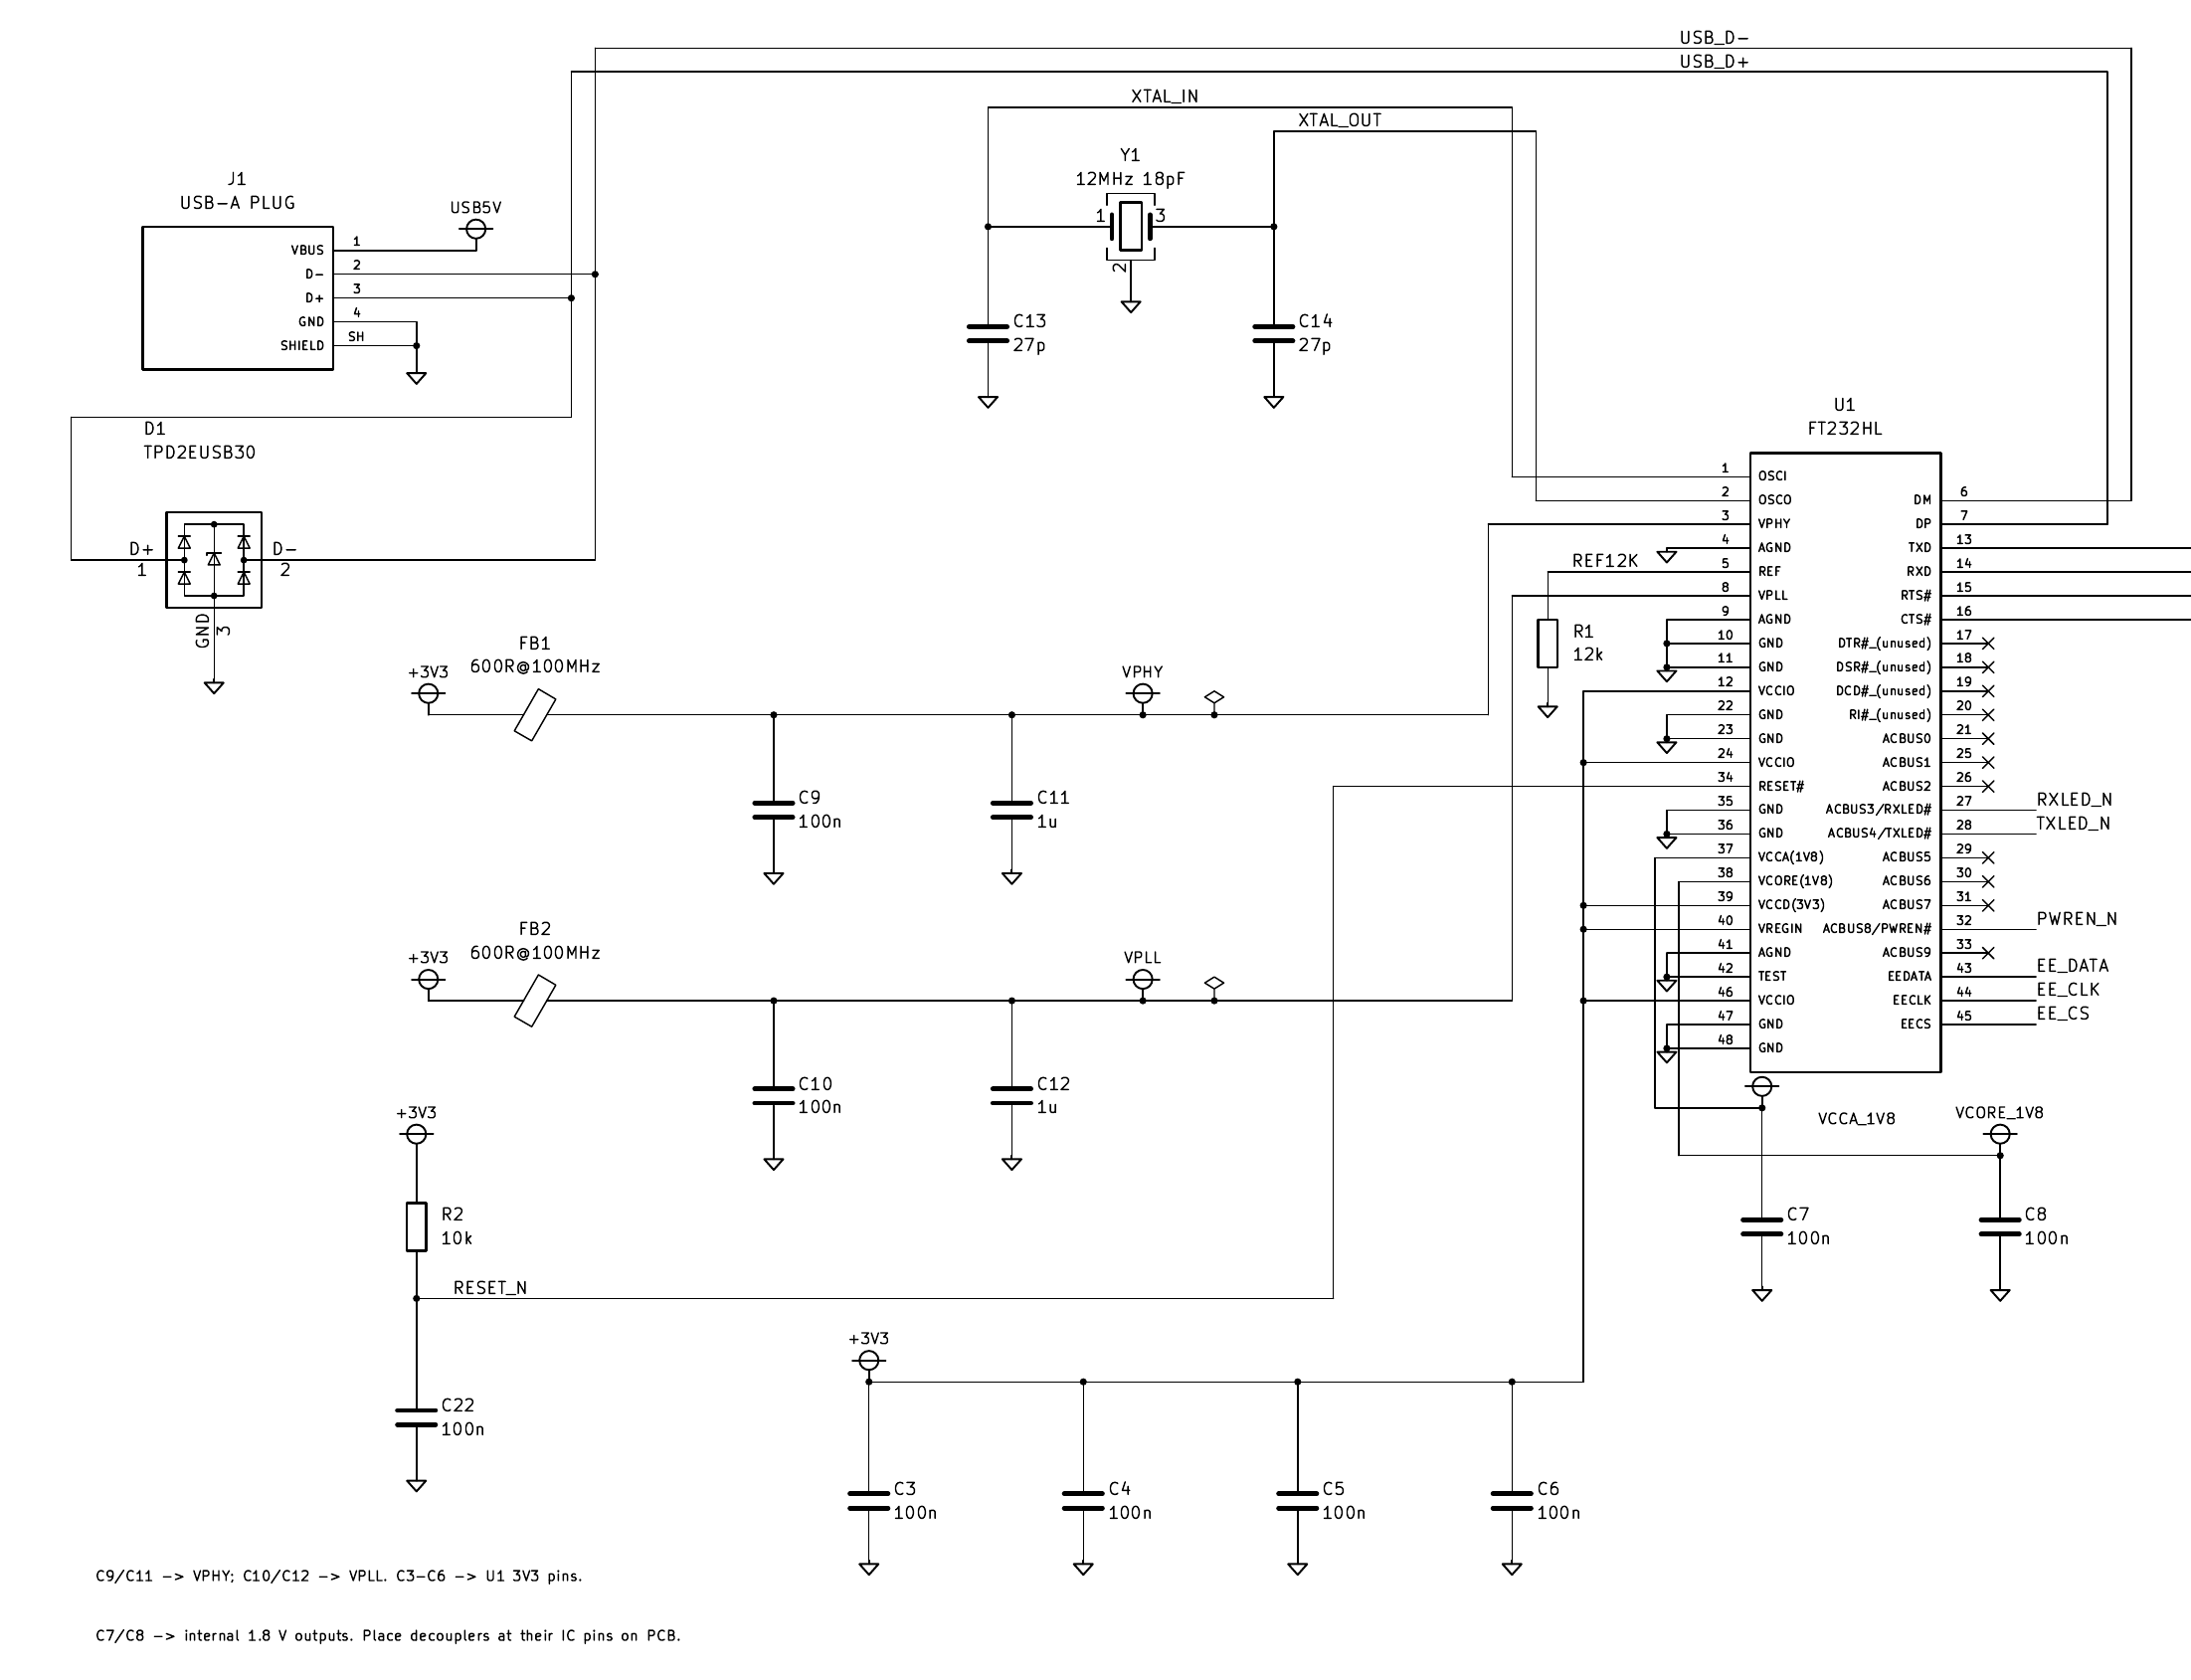 USB_D-
USB_D+
XTAL_IN
XTAL_OUT
Y1
12MHz 18pF
1
3
2
C13
27p
C14
27p
J1
USB-A PLUG
USB5V
VBUS 1
D- 2
D+ 3
GND 4
SHIELD SH
D1
TPD2EUSB30
D+
1
D-
2
GND
3
U1
FT232HL
1 OSCI
2 OSCO DM 6
3 VPHY DP 7
4 AGND TXD 13
5 REF RXD 14
8 VPLL RTS# 15
9 AGND CTS# 16
10 GND DTR#_(unused) 17
11 GND DSR#_(unused) 18
12 VCCIO DCD#_(unused) 19
22 GND RI#_(unused) 20
23 GND ACBUS0 21
24 VCCIO ACBUS1 25
34 RESET# ACBUS2 26
35 GND ACBUS3/RXLED# 27 RXLED_N
36 GND ACBUS4/TXLED# 28 TXLED_N
37 VCCA(1V8) ACBUS5 29
38 VCORE(1V8) ACBUS6 30
39 VCCD(3V3) ACBUS7 31
40 VREGIN ACBUS8/PWREN# 32 PWREN_N
41 AGND ACBUS9 33
42 TEST EEDATA 43 EE_DATA
46 VCCIO EECLK 44 EE_CLK
47 GND EECS 45 EE_CS
48 GND
REF12K
R1
12k
FB1
600R@100MHz
+3V3
VPHY
C9
100n
C11
1u
FB2
600R@100MHz
+3V3
VPLL
C10
100n
C12
1u
VCCA_1V8
VCORE_1V8
C7
100n
C8
100n
+3V3
R2
10k
RESET_N
C22
100n
+3V3
C3
100n
C4
100n
C5
100n
C6
100n
C9/C11 -> VPHY; C10/C12 -> VPLL. C3-C6 -> U1 3V3 pins.
C7/C8 -> internal 1.8 V outputs. Place decouplers at their IC pins on PCB.